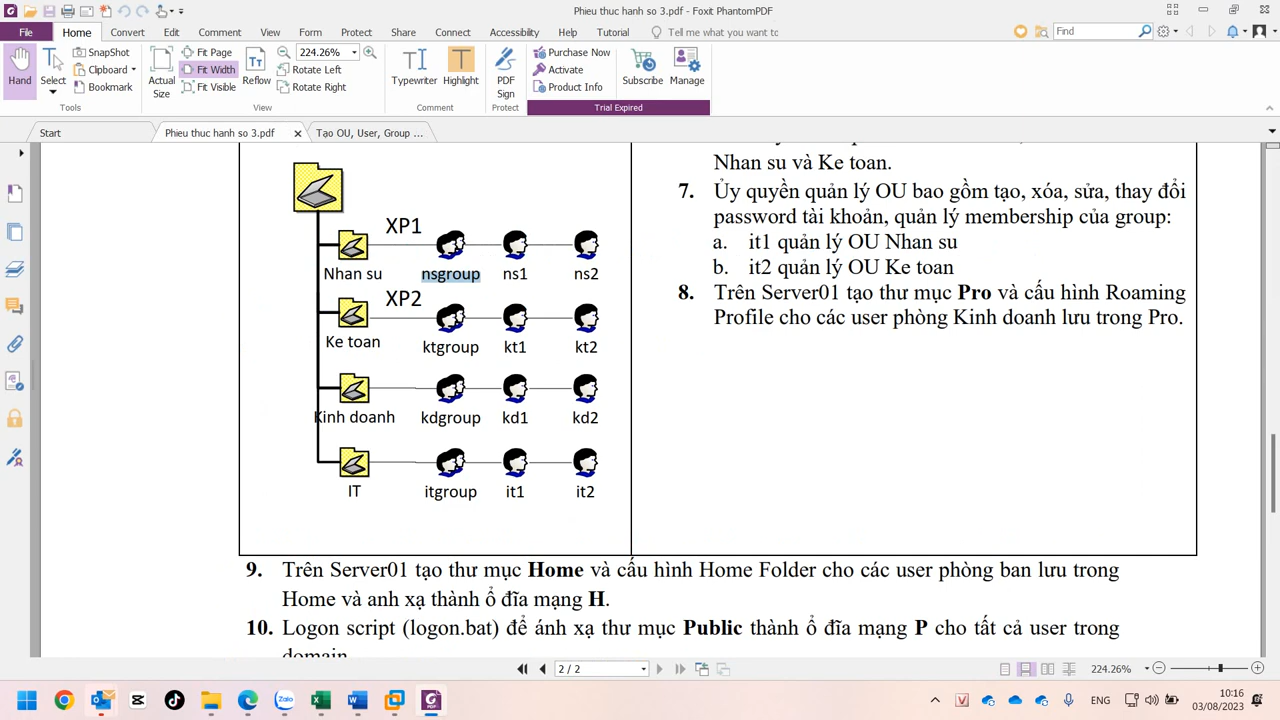 Phieu thuc hanh so 3.pdf - Foxit PhantomPDF
File
Home
Convert
Edit
Comment
View
Form
Protect
Share
Connect
Accessibility
Help
Tutorial
Tell me what you want to
Find
Hand
Select
SnapShot
Clipboard
Bookmark
Tools
Actual Size
Fit Page
Fit Width
Fit Visible
Reflow
224.26%
Rotate Left
Rotate Right
View
Typewriter
Highlight
Comment
PDF Sign
Protect
Purchase Now
Activate
Product Info
Subscribe
Manage
Trial Expired
Start
Phieu thuc hanh so 3.pdf
Tạo OU, User, Group ...
XP1
Nhan su nsgroup ns1 ns2
XP2
Ke toan ktgroup kt1 kt2
Kinh doanh kdgroup kd1 kd2
IT itgroup it1 it2
Nhan su và Ke toan.
7. Ủy quyền quản lý OU bao gồm tạo, xóa, sửa, thay đổi
password tài khoản, quản lý membership của group:
a. it1 quản lý OU Nhan su
b. it2 quản lý OU Ke toan
8. Trên Server01 tạo thư mục Pro và cấu hình Roaming
Profile cho các user phòng Kinh doanh lưu trong Pro.
9. Trên Server01 tạo thư mục Home và cấu hình Home Folder cho các user phòng ban lưu trong
Home và anh xạ thành ổ đĩa mạng H.
10. Logon script (logon.bat) để ánh xạ thư mục Public thành ổ đĩa mạng P cho tất cả user trong
domain
2 / 2
224.26%
ENG
10:16
03/08/2023